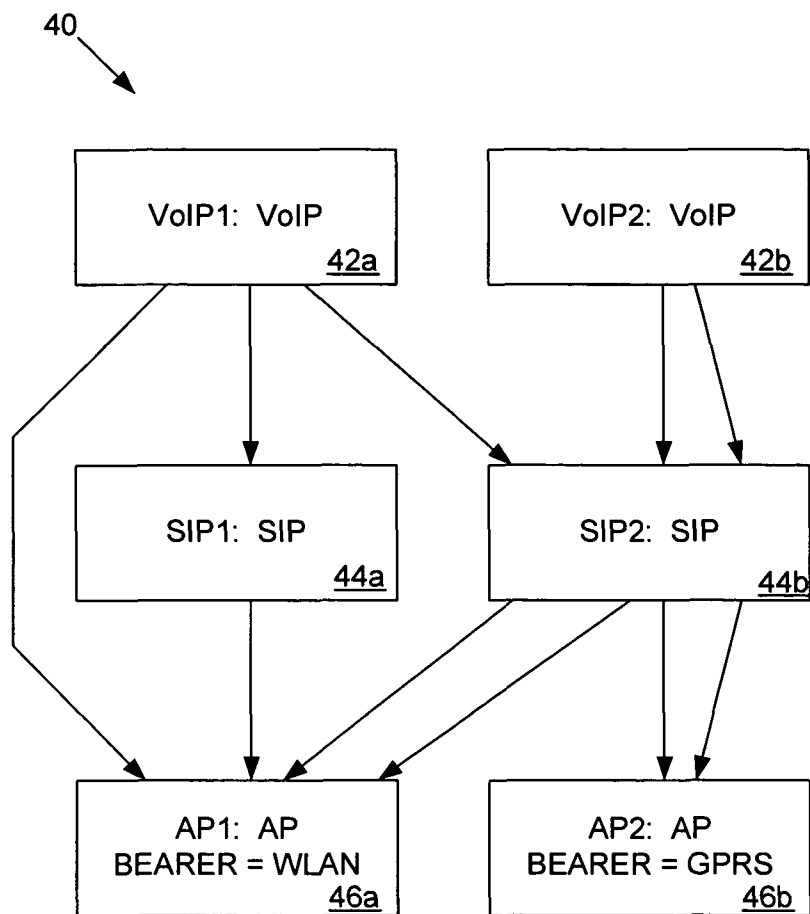 40
VoIP1: VoIP
42a
VoIP2: VoIP
42b
SIP1: SIP
44a
SIP2: SIP
44b
AP1: AP
BEARER = WLAN
46a
AP2: AP
BEARER = GPRS
46b